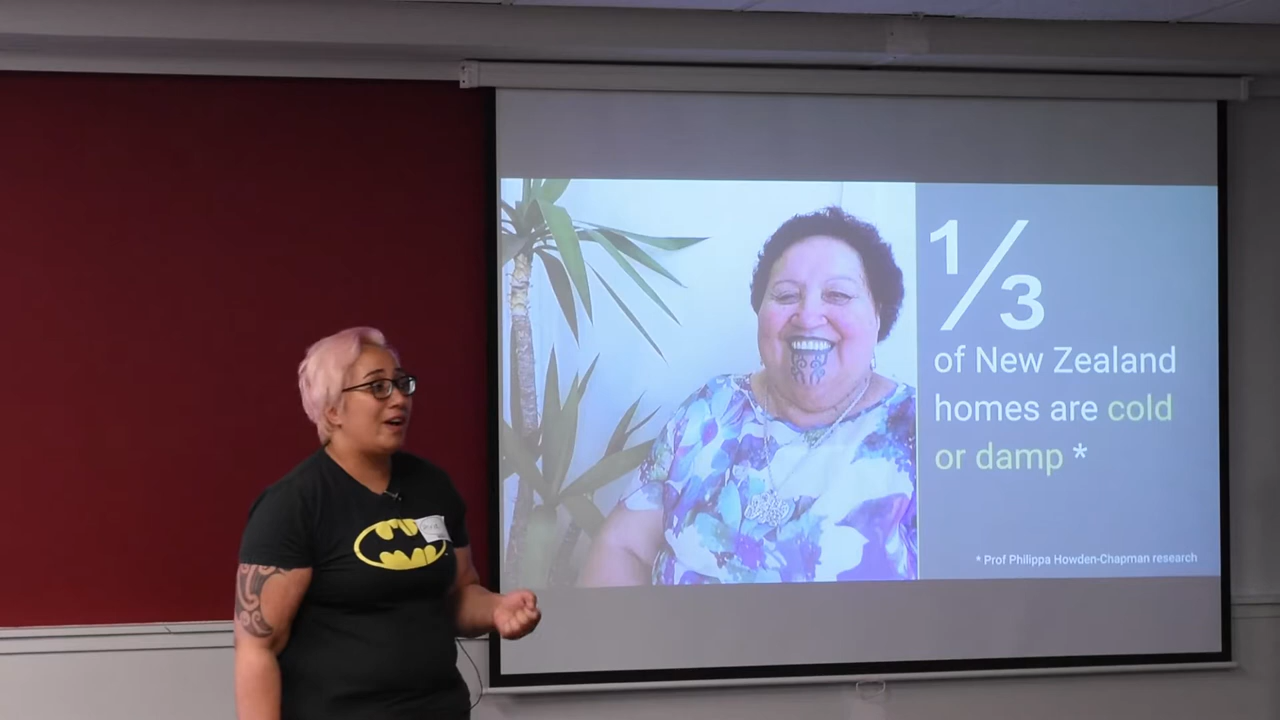 1/3
of New Zealand
homes are cold
or damp *
* Prof Philippa Howden-Chapman research